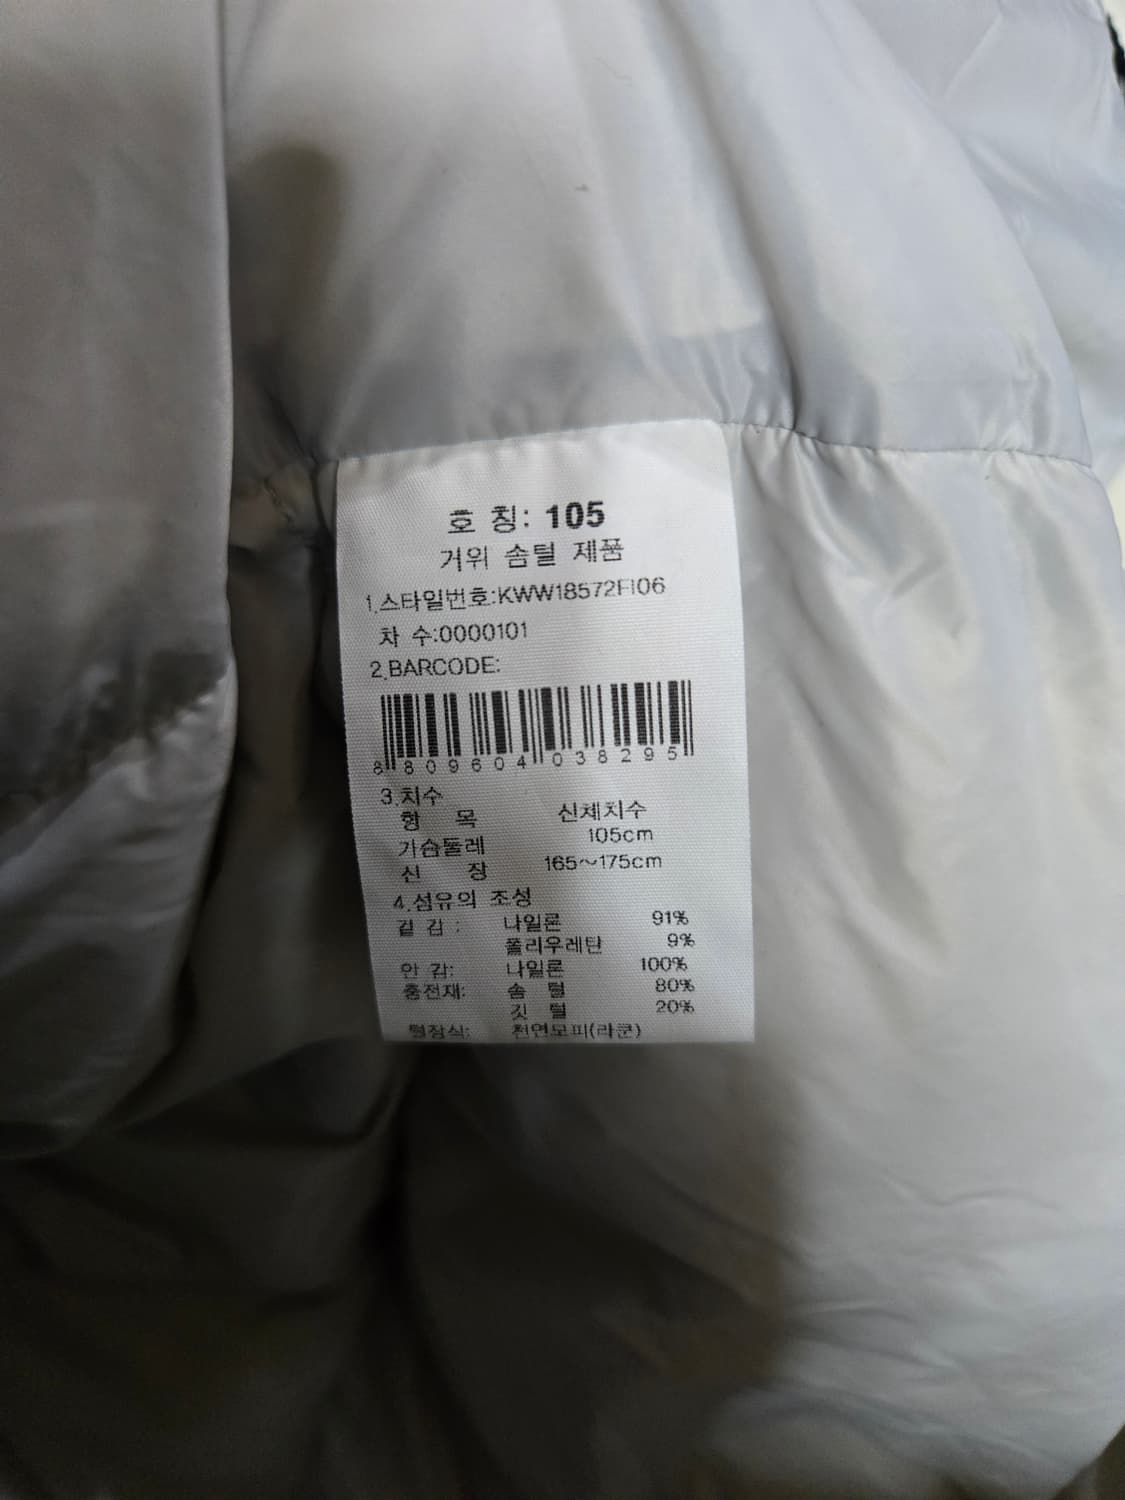 호 칭: 105
거위 솜털 제품
1.스타일번호:KWW18572FI06
차 수:0000101
2.BARCODE:
8 809604 038295
3.치수
항 목 신체치수
가슴둘레 105cm
신 장 165~175cm
4.섬유의 조성
겉 감 : 나일론 91%
폴리우레탄 9%
안 감: 나일론 100%
충전재: 솜 털 80%
깃 털 20%
털장식: 천연모피(라쿤)